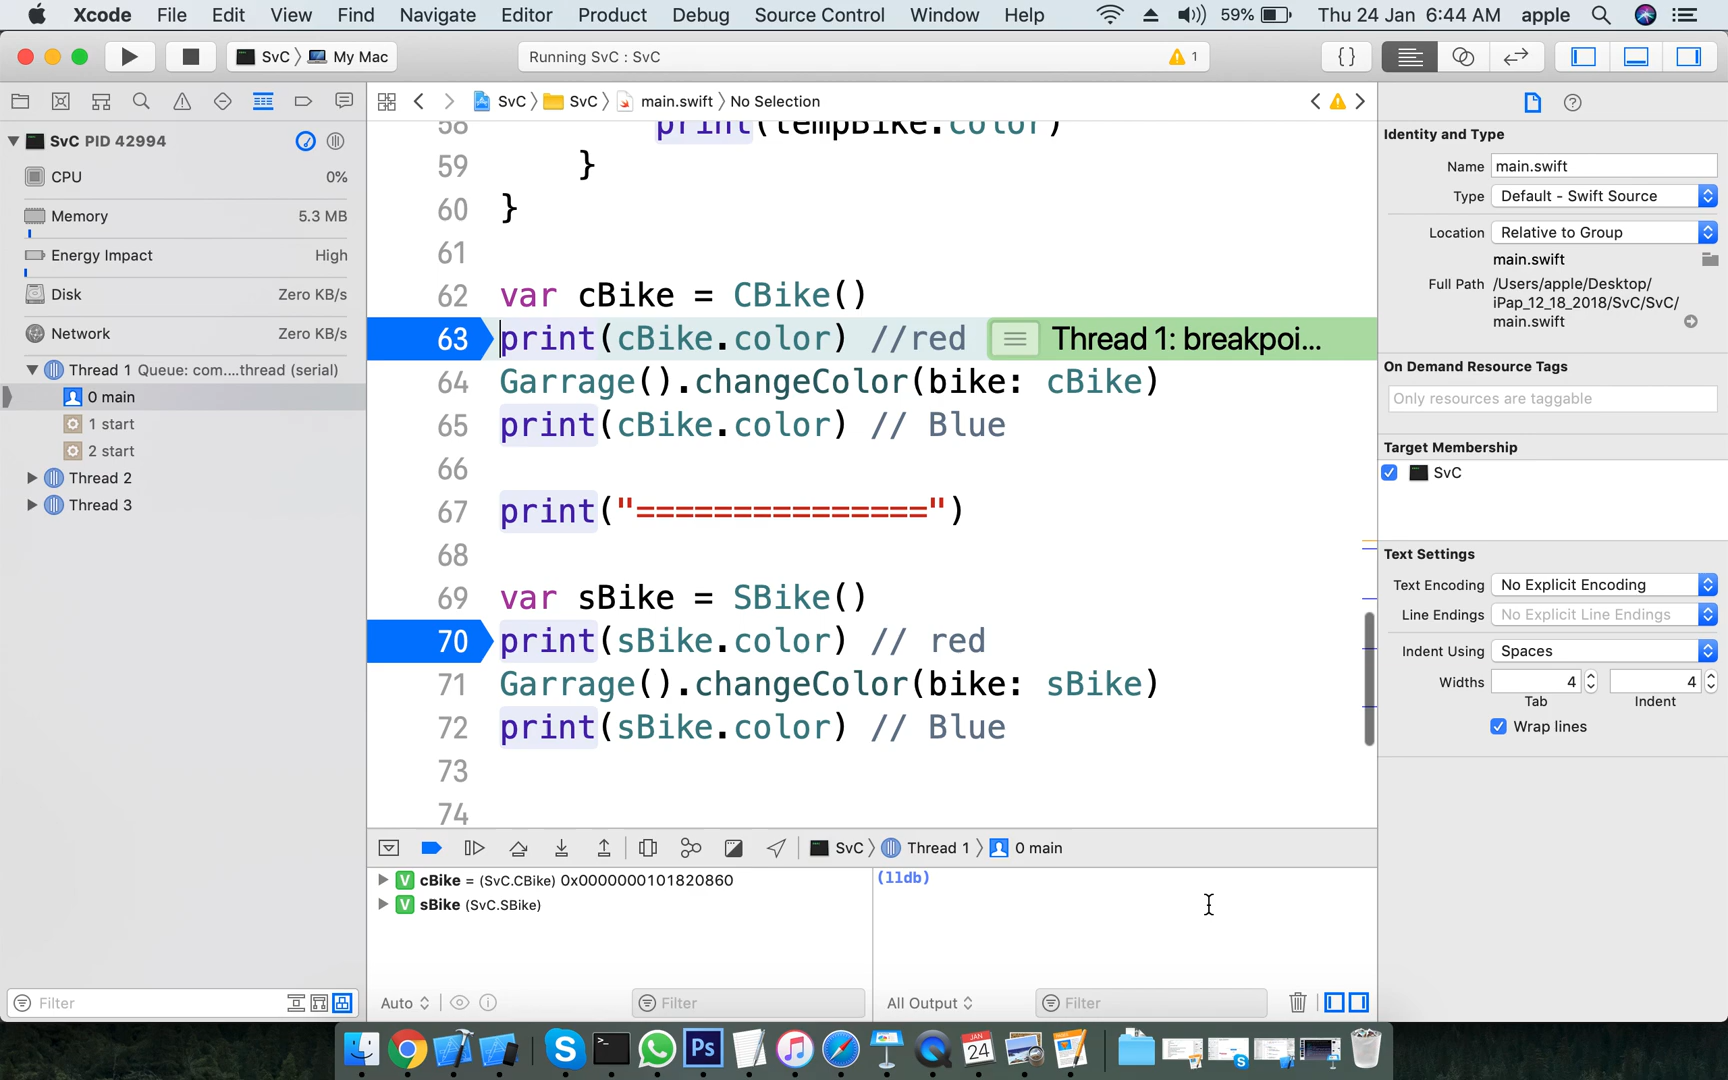 Xcode File Edit View Find Navigate Editor Product Debug Source Control Window Help 59% Thu 24 Jan 6:44 AM apple
SvC 〉 My Mac
Running SvC : SvC
1
{ }
SvC 〉 SvC 〉 main.swift 〉 No Selection
SvC PID 42994
CPU 0%
Memory 5.3 MB
Energy Impact High
Disk Zero KB/s
Network Zero KB/s
Thread 1 Queue: com....thread (serial)
0 main
1 start
2 start
Thread 2
Thread 3
Filter
58 print(tempBike.color)
59 }
60 }
61
62 var cBike = CBike()
63 print(cBike.color) //red Thread 1: breakpoi...
64 Garrage().changeColor(bike: cBike)
65 print(cBike.color) // Blue
66
67 print("===============")
68
69 var sBike = SBike()
70 print(sBike.color) // red
71 Garrage().changeColor(bike: sBike)
72 print(sBike.color) // Blue
73
74
SvC 〉 Thread 1 〉 0 main
V cBike = (SvC.CBike) 0x0000000101820860
V sBike (SvC.SBike)
(lldb)
Auto
Filter
All Output
Filter
Identity and Type
Name main.swift
Type Default - Swift Source
Location Relative to Group
main.swift
Full Path /Users/apple/Desktop/
iPap_12_18_2018/SvC/SvC/
main.swift
On Demand Resource Tags
Only resources are taggable
Target Membership
SvC
Text Settings
Text Encoding No Explicit Encoding
Line Endings No Explicit Line Endings
Indent Using Spaces
Widths 4 4
Tab Indent
Wrap lines
Ps
JAN
24